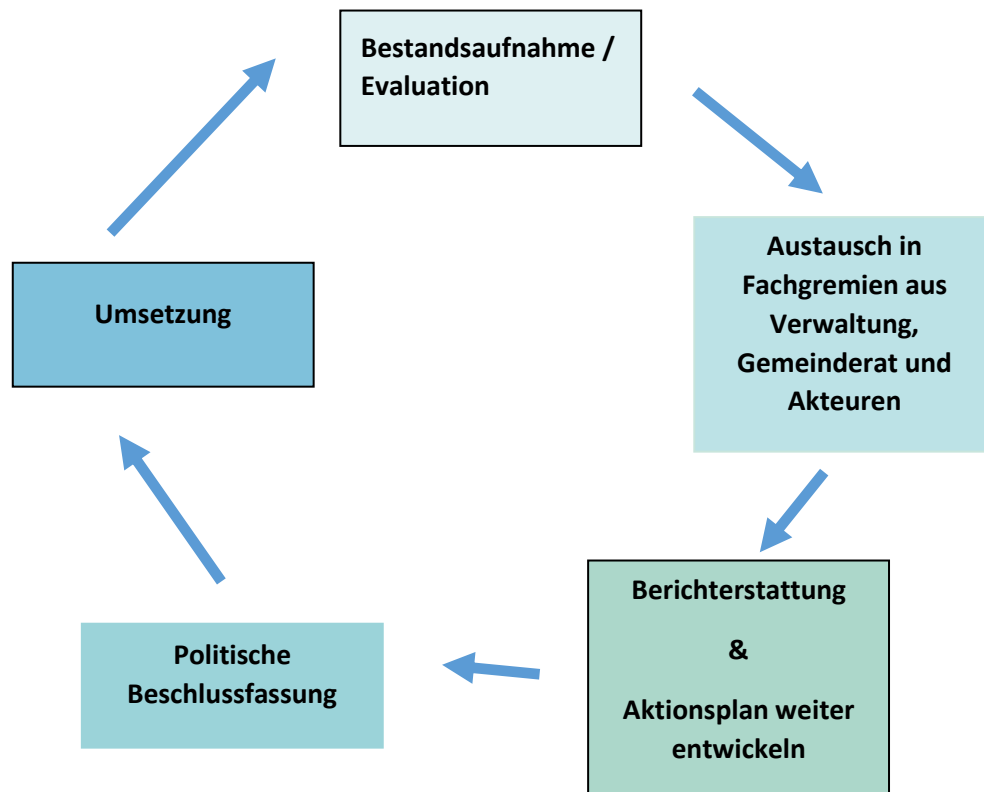 Bestandsaufnahme /
Evaluation
Austausch in
Fachgremien aus
Verwaltung,
Gemeinderat und
Akteuren
Berichterstattung
&
Aktionsplan weiter
entwickeln
Politische
Beschlussfassung
Umsetzung